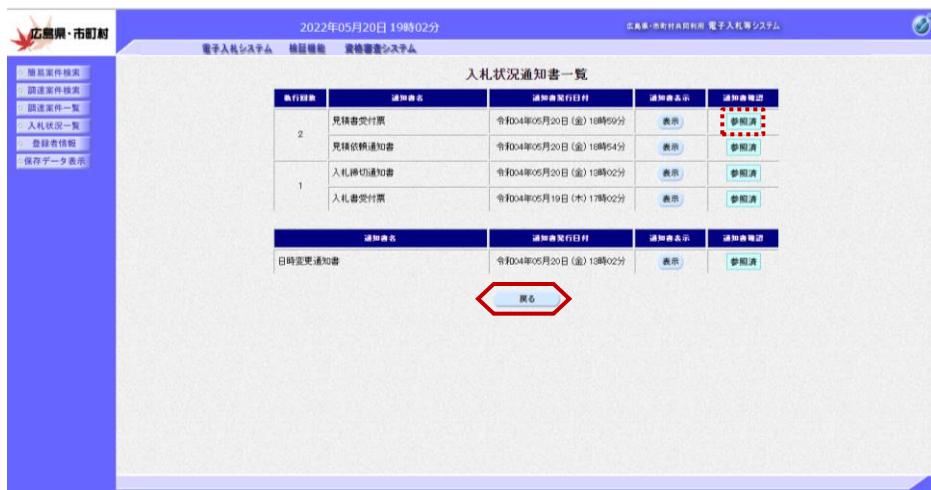 広島県・市町村
2022年05月20日 19時02分
広島県・市町村共同利用 電子入札等システム
電子入札システム 検証機能 資格審査システム
簡易案件検索
調達案件検索
調達案件一覧
入札状況一覧
登録者情報
保存データ表示
入札状況通知書一覧
執行回数 通知書名 通知書発行日付 通知書表示 通知書確認
2
見積書受付票 令和04年05月20日 (金) 18時59分 表示 参照済
見積依頼通知書 令和04年05月20日 (金) 18時54分 表示 参照済
1
入札締切通知書 令和04年05月20日 (金) 13時02分 表示 参照済
入札書受付票 令和04年05月19日 (木) 17時02分 表示 参照済
通知書名 通知書発行日付 通知書表示 通知書確認
日時変更通知書 令和04年05月20日 (金) 13時02分 表示 参照済
戻る